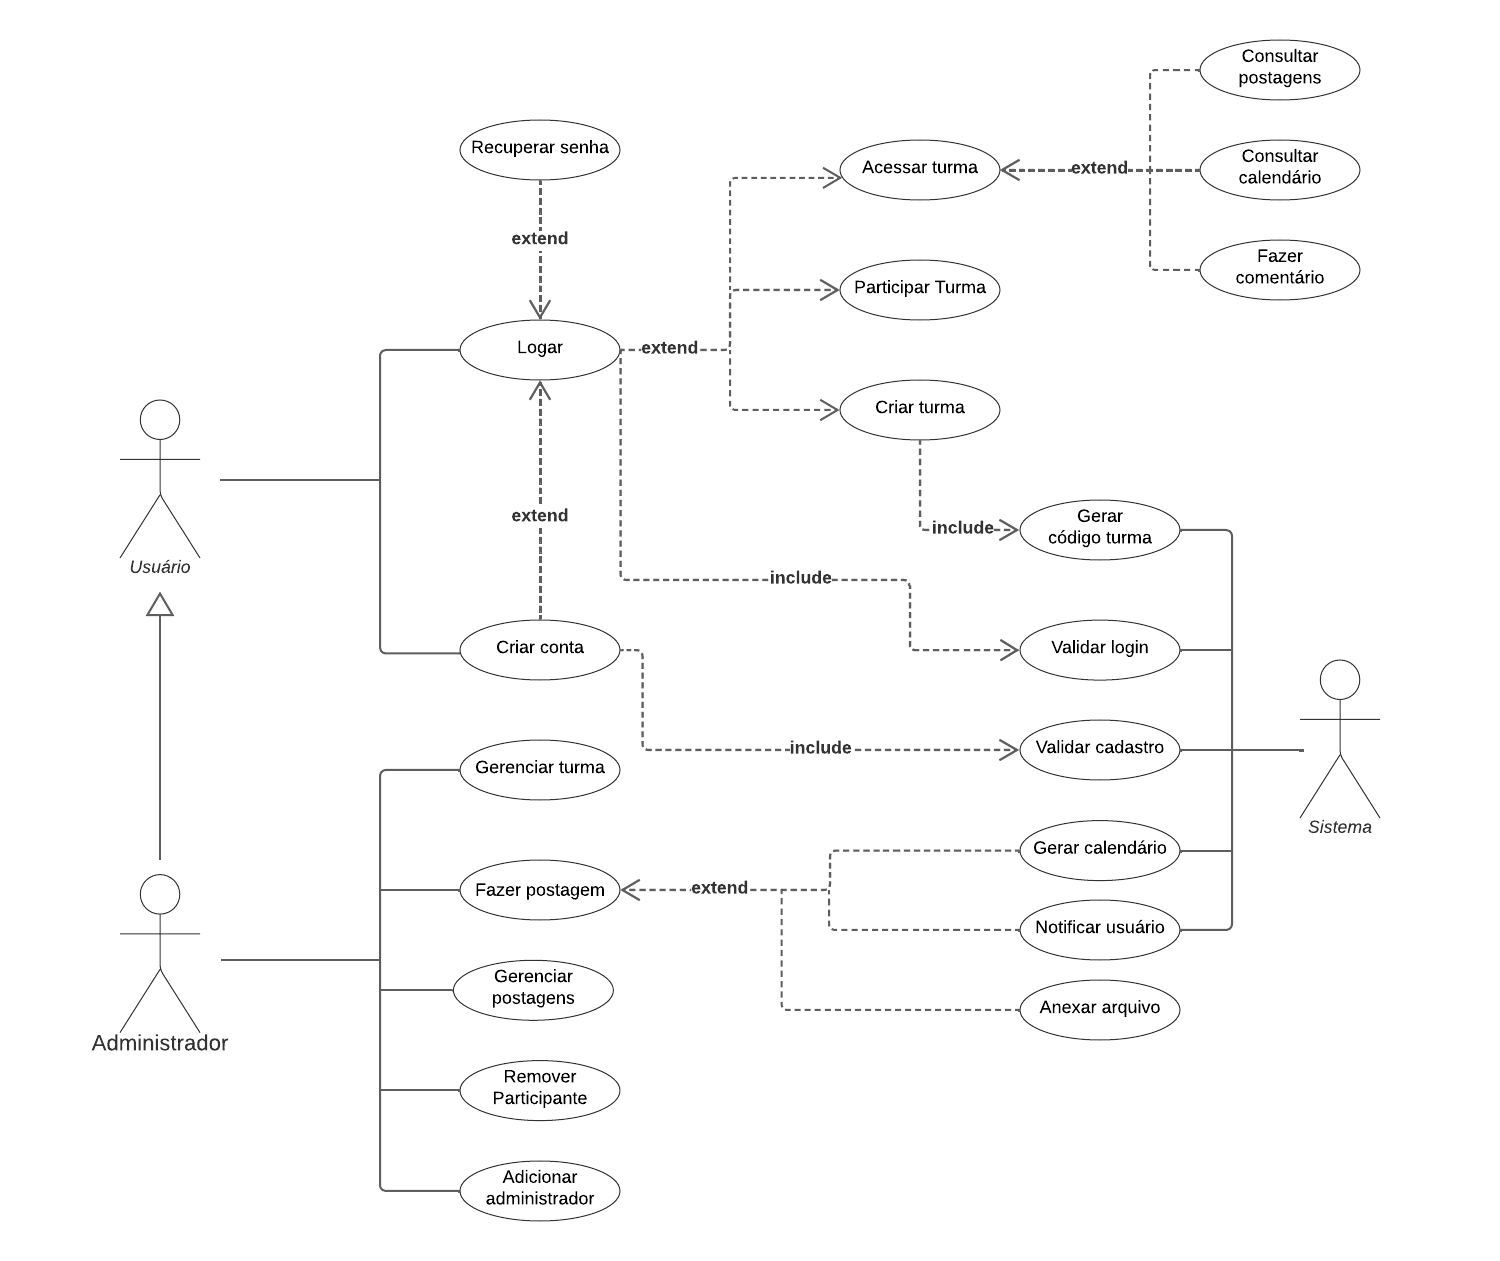 Consultar
postagens
Recuperar senha
Acessar turma
extend
Consultar
calendário
extend
Fazer
comentário
Participar Turma
Logar
extend
Criar turma
Usuário
extend
include
Gerar
código turma
include
Criar conta
Validar login
Gerenciar turma
include
Validar cadastro
Sistema
Fazer postagem
extend
Gerar calendário
Notificar usuário
Administrador
Gerenciar
postagens
Anexar arquivo
Remover
Participante
Adicionar
administrador